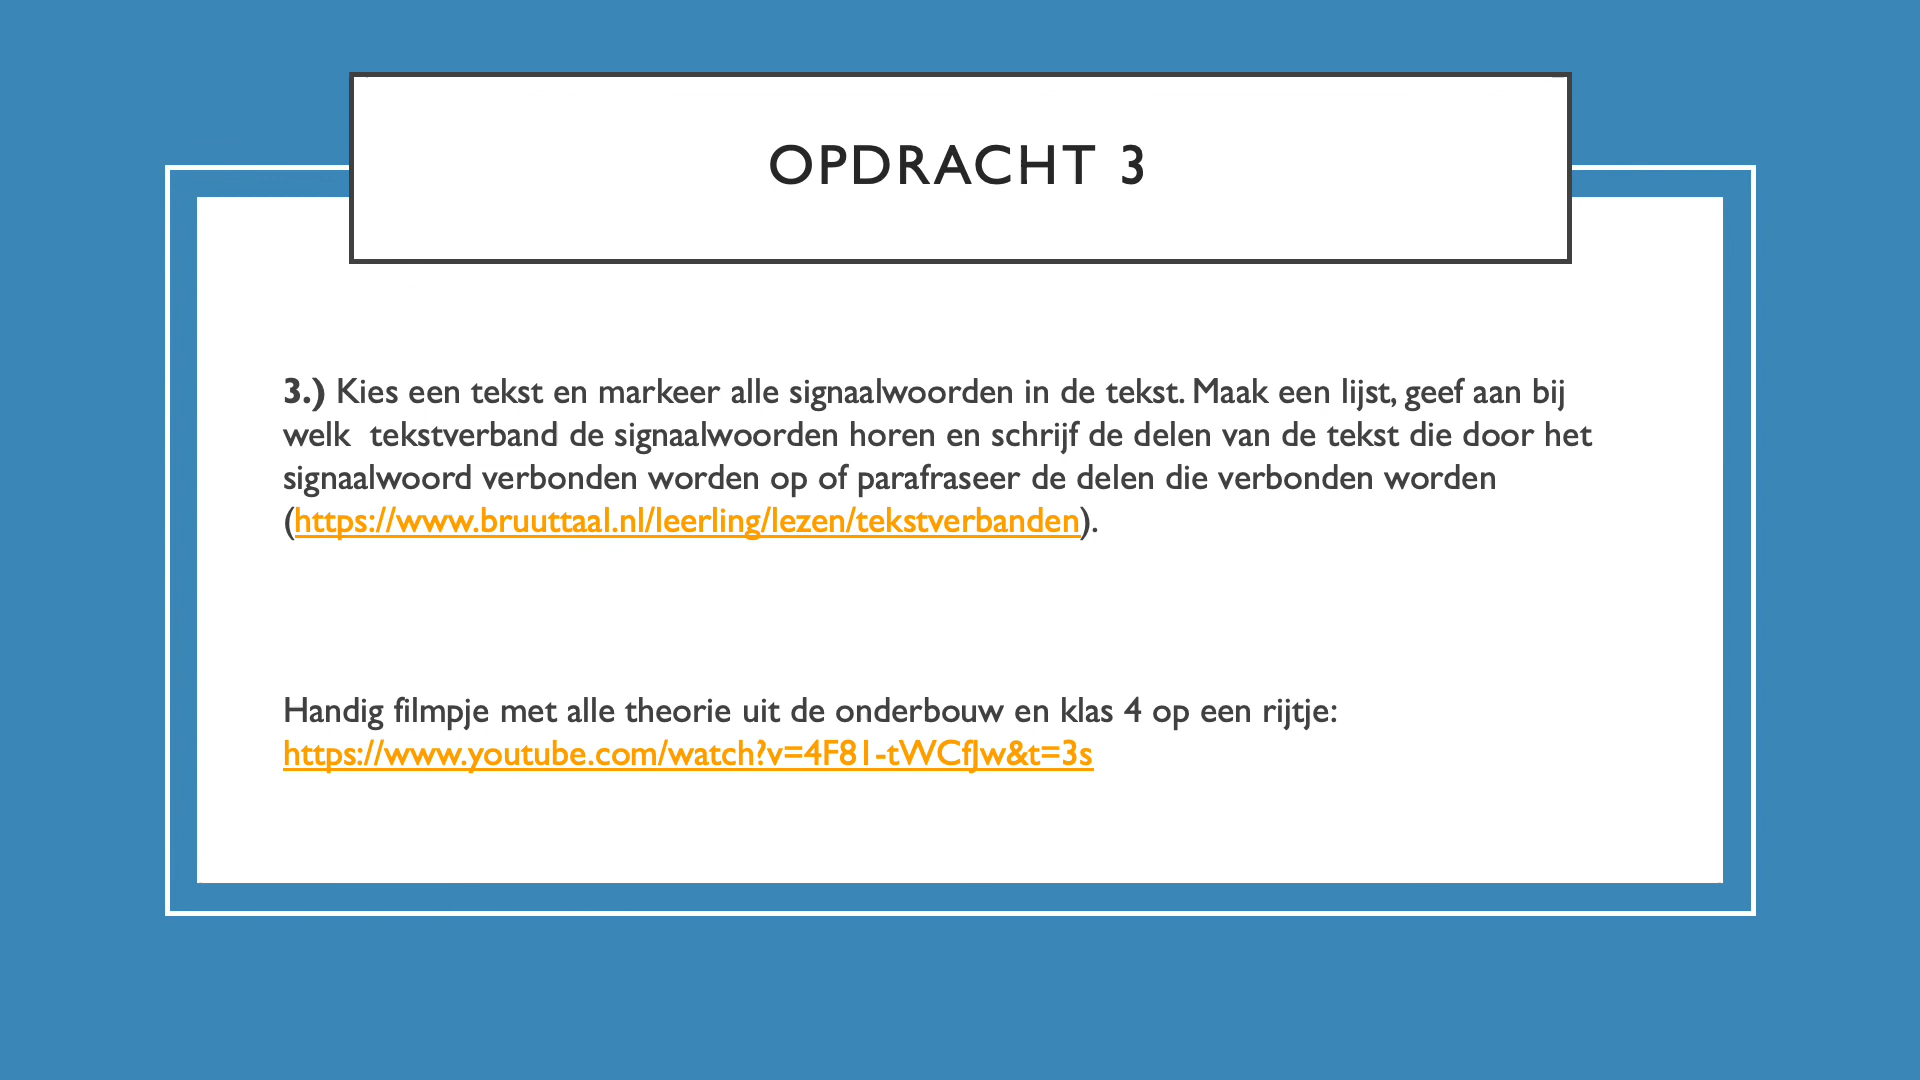 OPDRACHT 3
3.) Kies een tekst en markeer alle signaalwoorden in de tekst. Maak een lijst, geef aan bij
welk  tekstverband de signaalwoorden horen en schrijf de delen van de tekst die door het
signaalwoord verbonden worden op of parafraseer de delen die verbonden worden
(https://www.bruuttaal.nl/leerling/lezen/tekstverbanden).
Handig filmpje met alle theorie uit de onderbouw en klas 4 op een rijtje:
https://www.youtube.com/watch?v=4F81-tWCfJw&t=3s